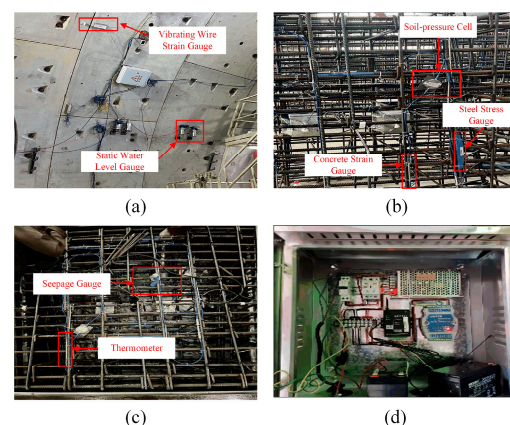 Vibrating Wire
Strain Gauge
Static Water
Level Gauge
(a)
Soil-pressure Cell
Steel Stress
Gauge
Concrete Strain
Gauge
(b)
Seepage Gauge
Thermometer
(c)
(d)